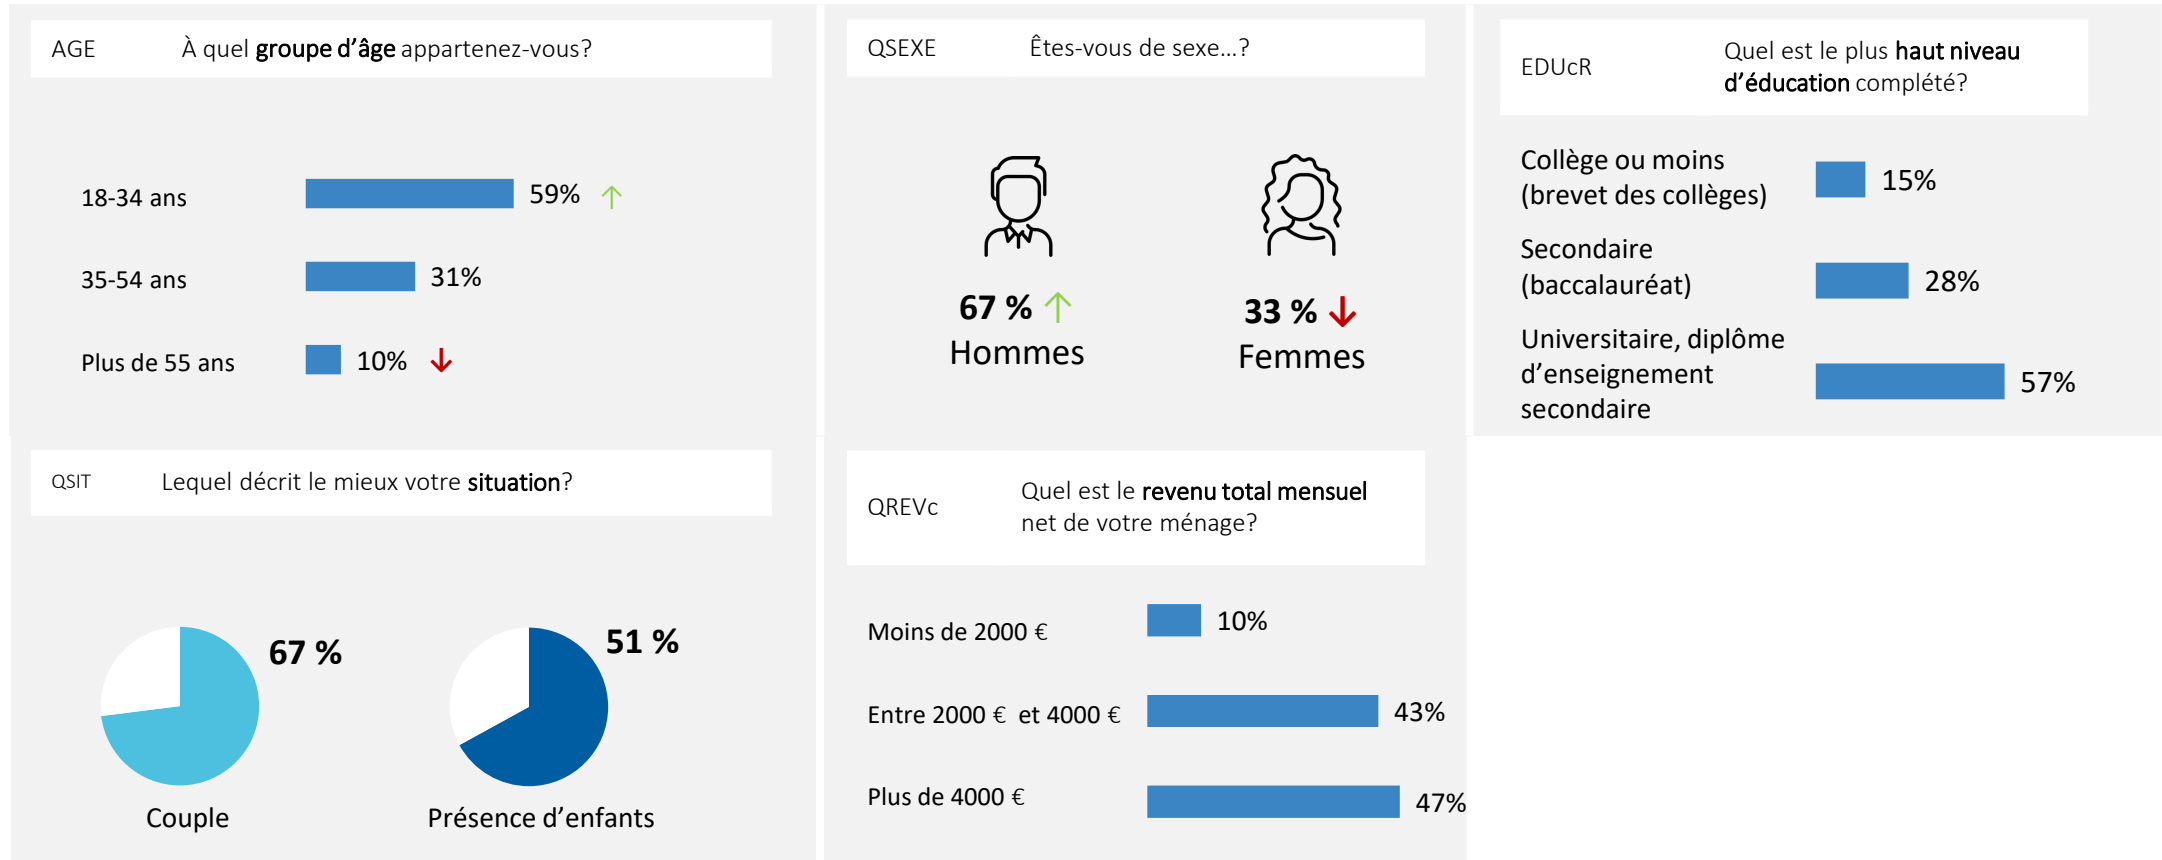 AGE À quel groupe d’âge appartenez-vous?
18-34 ans 59% ↑
35-54 ans 31%
Plus de 55 ans 10% ↓
QSEXE Êtes-vous de sexe…?
67 % ↑ 33 % ↓
Hommes Femmes
EDUcR Quel est le plus haut niveau
d’éducation complété?
Collège ou moins
(brevet des collèges) 15%
Secondaire
(baccalauréat) 28%
Universitaire, diplôme
d’enseignement 57%
secondaire
QSIT Lequel décrit le mieux votre situation?
67 % 51 %
Couple Présence d’enfants
QREVc Quel est le revenu total mensuel
net de votre ménage?
Moins de 2000 € 10%
Entre 2000 € et 4000 € 43%
Plus de 4000 € 47%